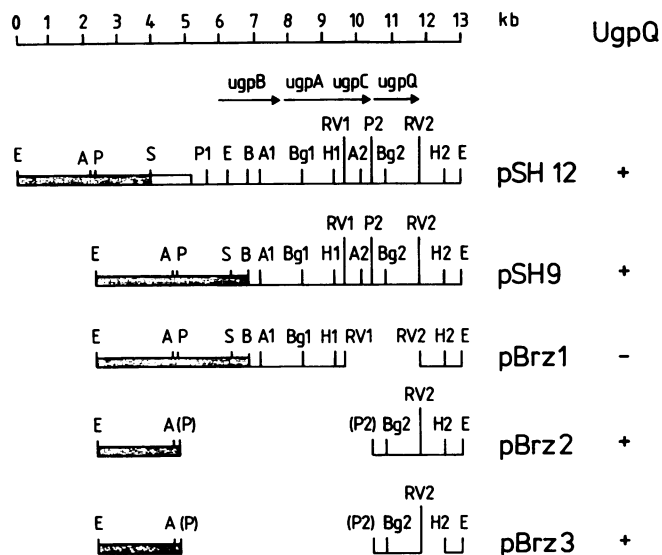 0 1 2 3 4 5 6 7 8 9 10 11 12 13 kb UgpQ
ugpB ugpA ugpC ugpQ
RV1 P2 RV2
E A P S P1 E B A1 Bg1 H1 A2 Bg2 H2 E pSH 12 +
RV1 P2 RV2
E A P S B A1 Bg1 H1 A2 Bg2 H2 E pSH9 +
E A P S B A1 Bg1 H1 RV1 RV2 H2 E pBrz1 -
RV2
E A (P) (P2) Bg2 H2 E pBrz2 +
RV2
E A (P) (P2) Bg2 H2 E pBrz3 +